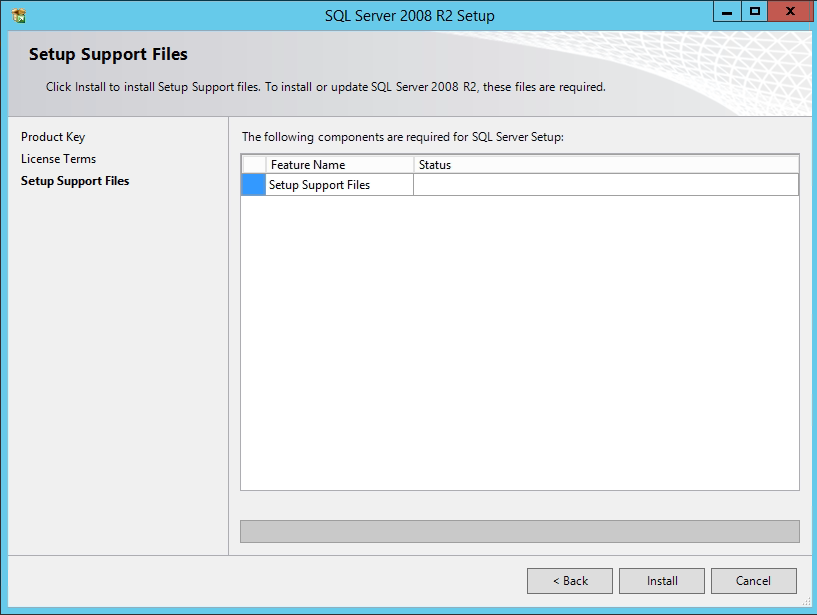 SQL Server 2008 R2 Setup
Setup Support Files
Click Install to install Setup Support files. To install or update SQL Server 2008 R2, these files are required.
Product Key
License Terms
Setup Support Files
The following components are required for SQL Server Setup:
Feature Name Status
Setup Support Files
< Back Install Cancel